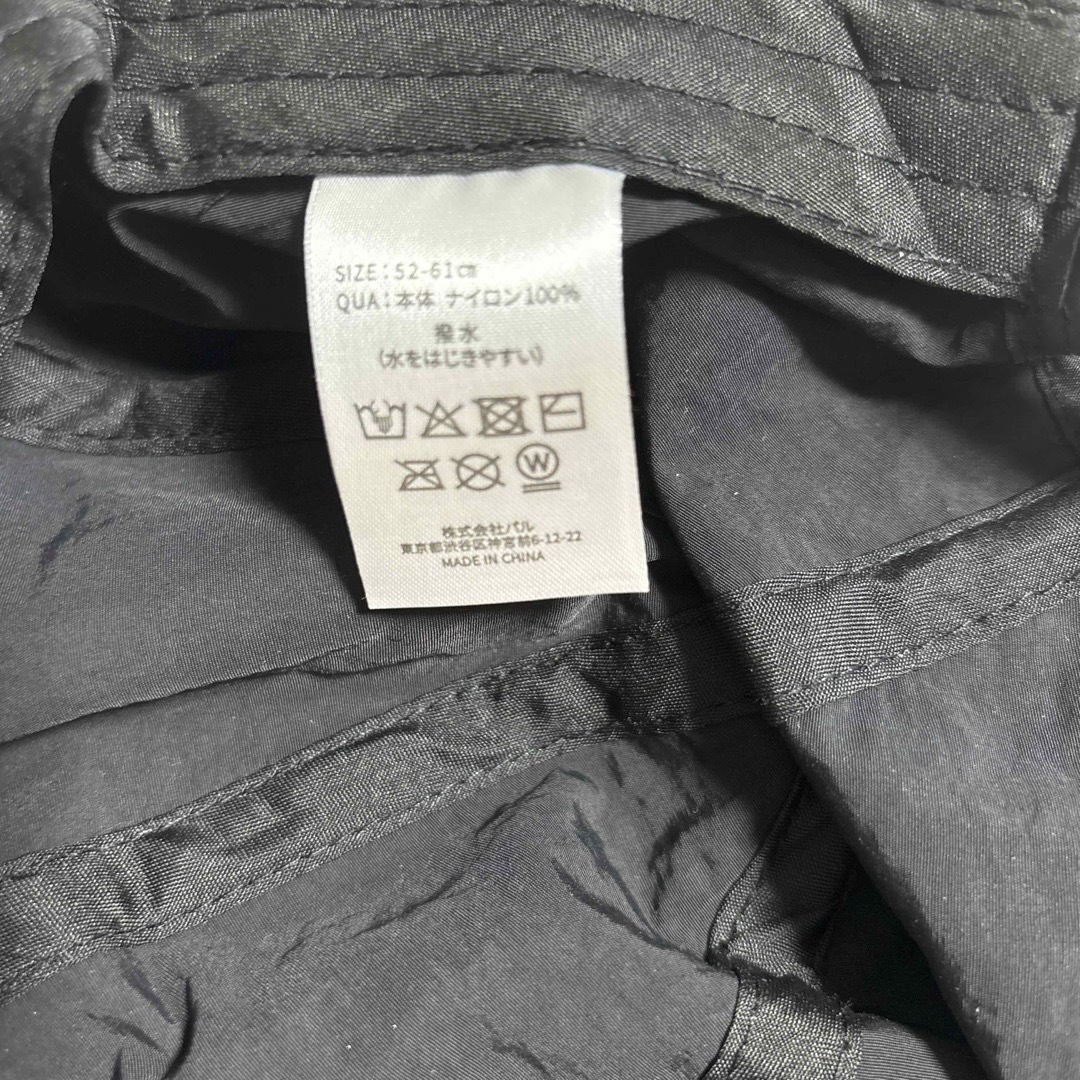 SIZE:52-61㎝
QUA:本体 ナイロン100%
撥水
(水をはじきやすい)
W
株式会社パル
東京都渋谷区神宮前6-12-22
MADE IN CHINA